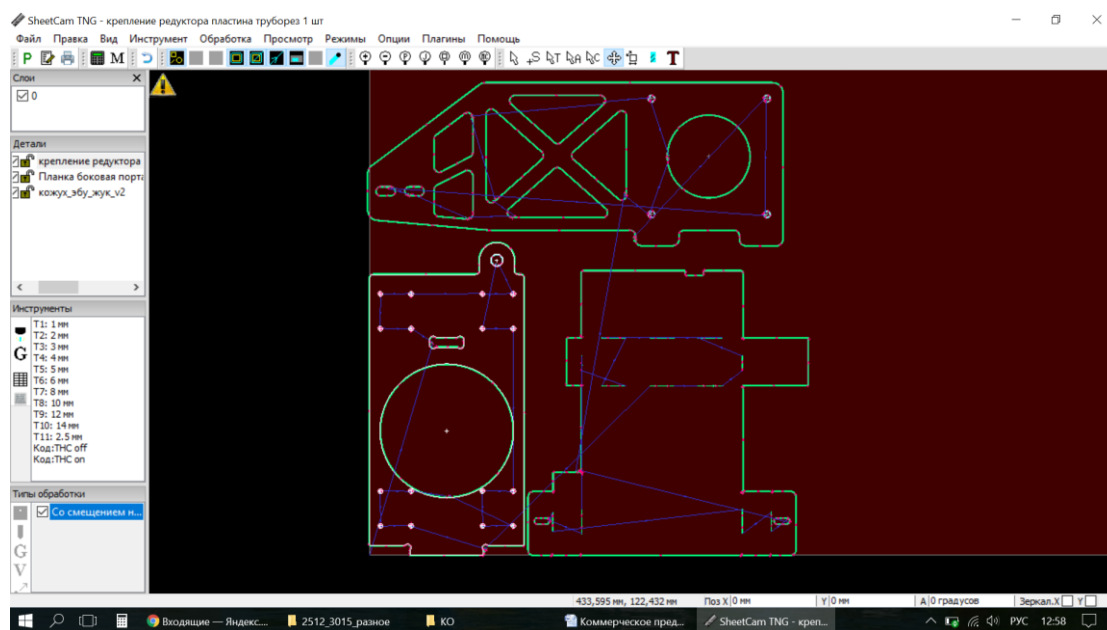 SheetCam TNG - крепление редуктора пластина труборез 1 шт
Файл Правка Вид Инструмент Обработка Просмотр Режимы Опции Плагины Помощь
P G M S T A C T
Слои
0
Детали
крепление редуктора
Планка боковая порта
кожух_эбу_жук_v2
Инструменты
T1: 1 мм
T2: 2 мм
T3: 3 мм
G T4: 4 мм
T5: 5 мм
T6: 6 мм
T7: 8 мм
T8: 10 мм
T9: 12 мм
T10: 14 мм
T11: 2.5 мм
Код:THC off
Код:THC on
Типы обработки
Со смещением н...
G
V
433,595 мм, 122,432 мм Поз X 0 мм Y 0 мм A 0 градусов Зеркал.X Y
Входящие — Яндекс.... 2512_3015_разное КО Коммерческое пред... SheetCam TNG - креп... РУС 12:58